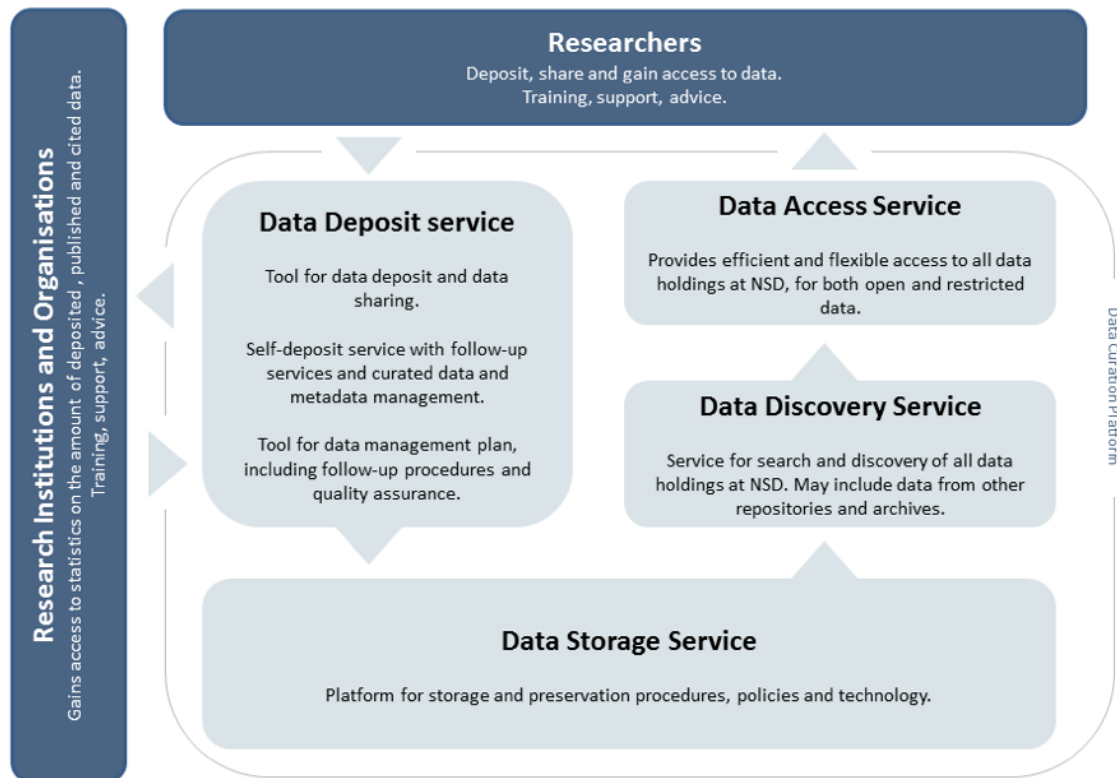 Research Institutions and Organisations
Gains access to statistics on the amount of deposited , published and cited data.
Training, support, advice.
Researchers
Deposit, share and gain access to data.
Training, support, advice.
Data Deposit service
Tool for data deposit and data
sharing.
Self-deposit service with follow-up
services and curated data and
metadata management.
Tool for data management plan,
including follow-up procedures and
quality assurance.
Data Access Service
Provides efficient and flexible access to all data
holdings at NSD, for both open and restricted
data.
Data Discovery Service
Service for search and discovery of all data
holdings at NSD. May include data from other
repositories and archives.
Data Storage Service
Platform for storage and preservation procedures, policies and technology.
Data Curation Platform